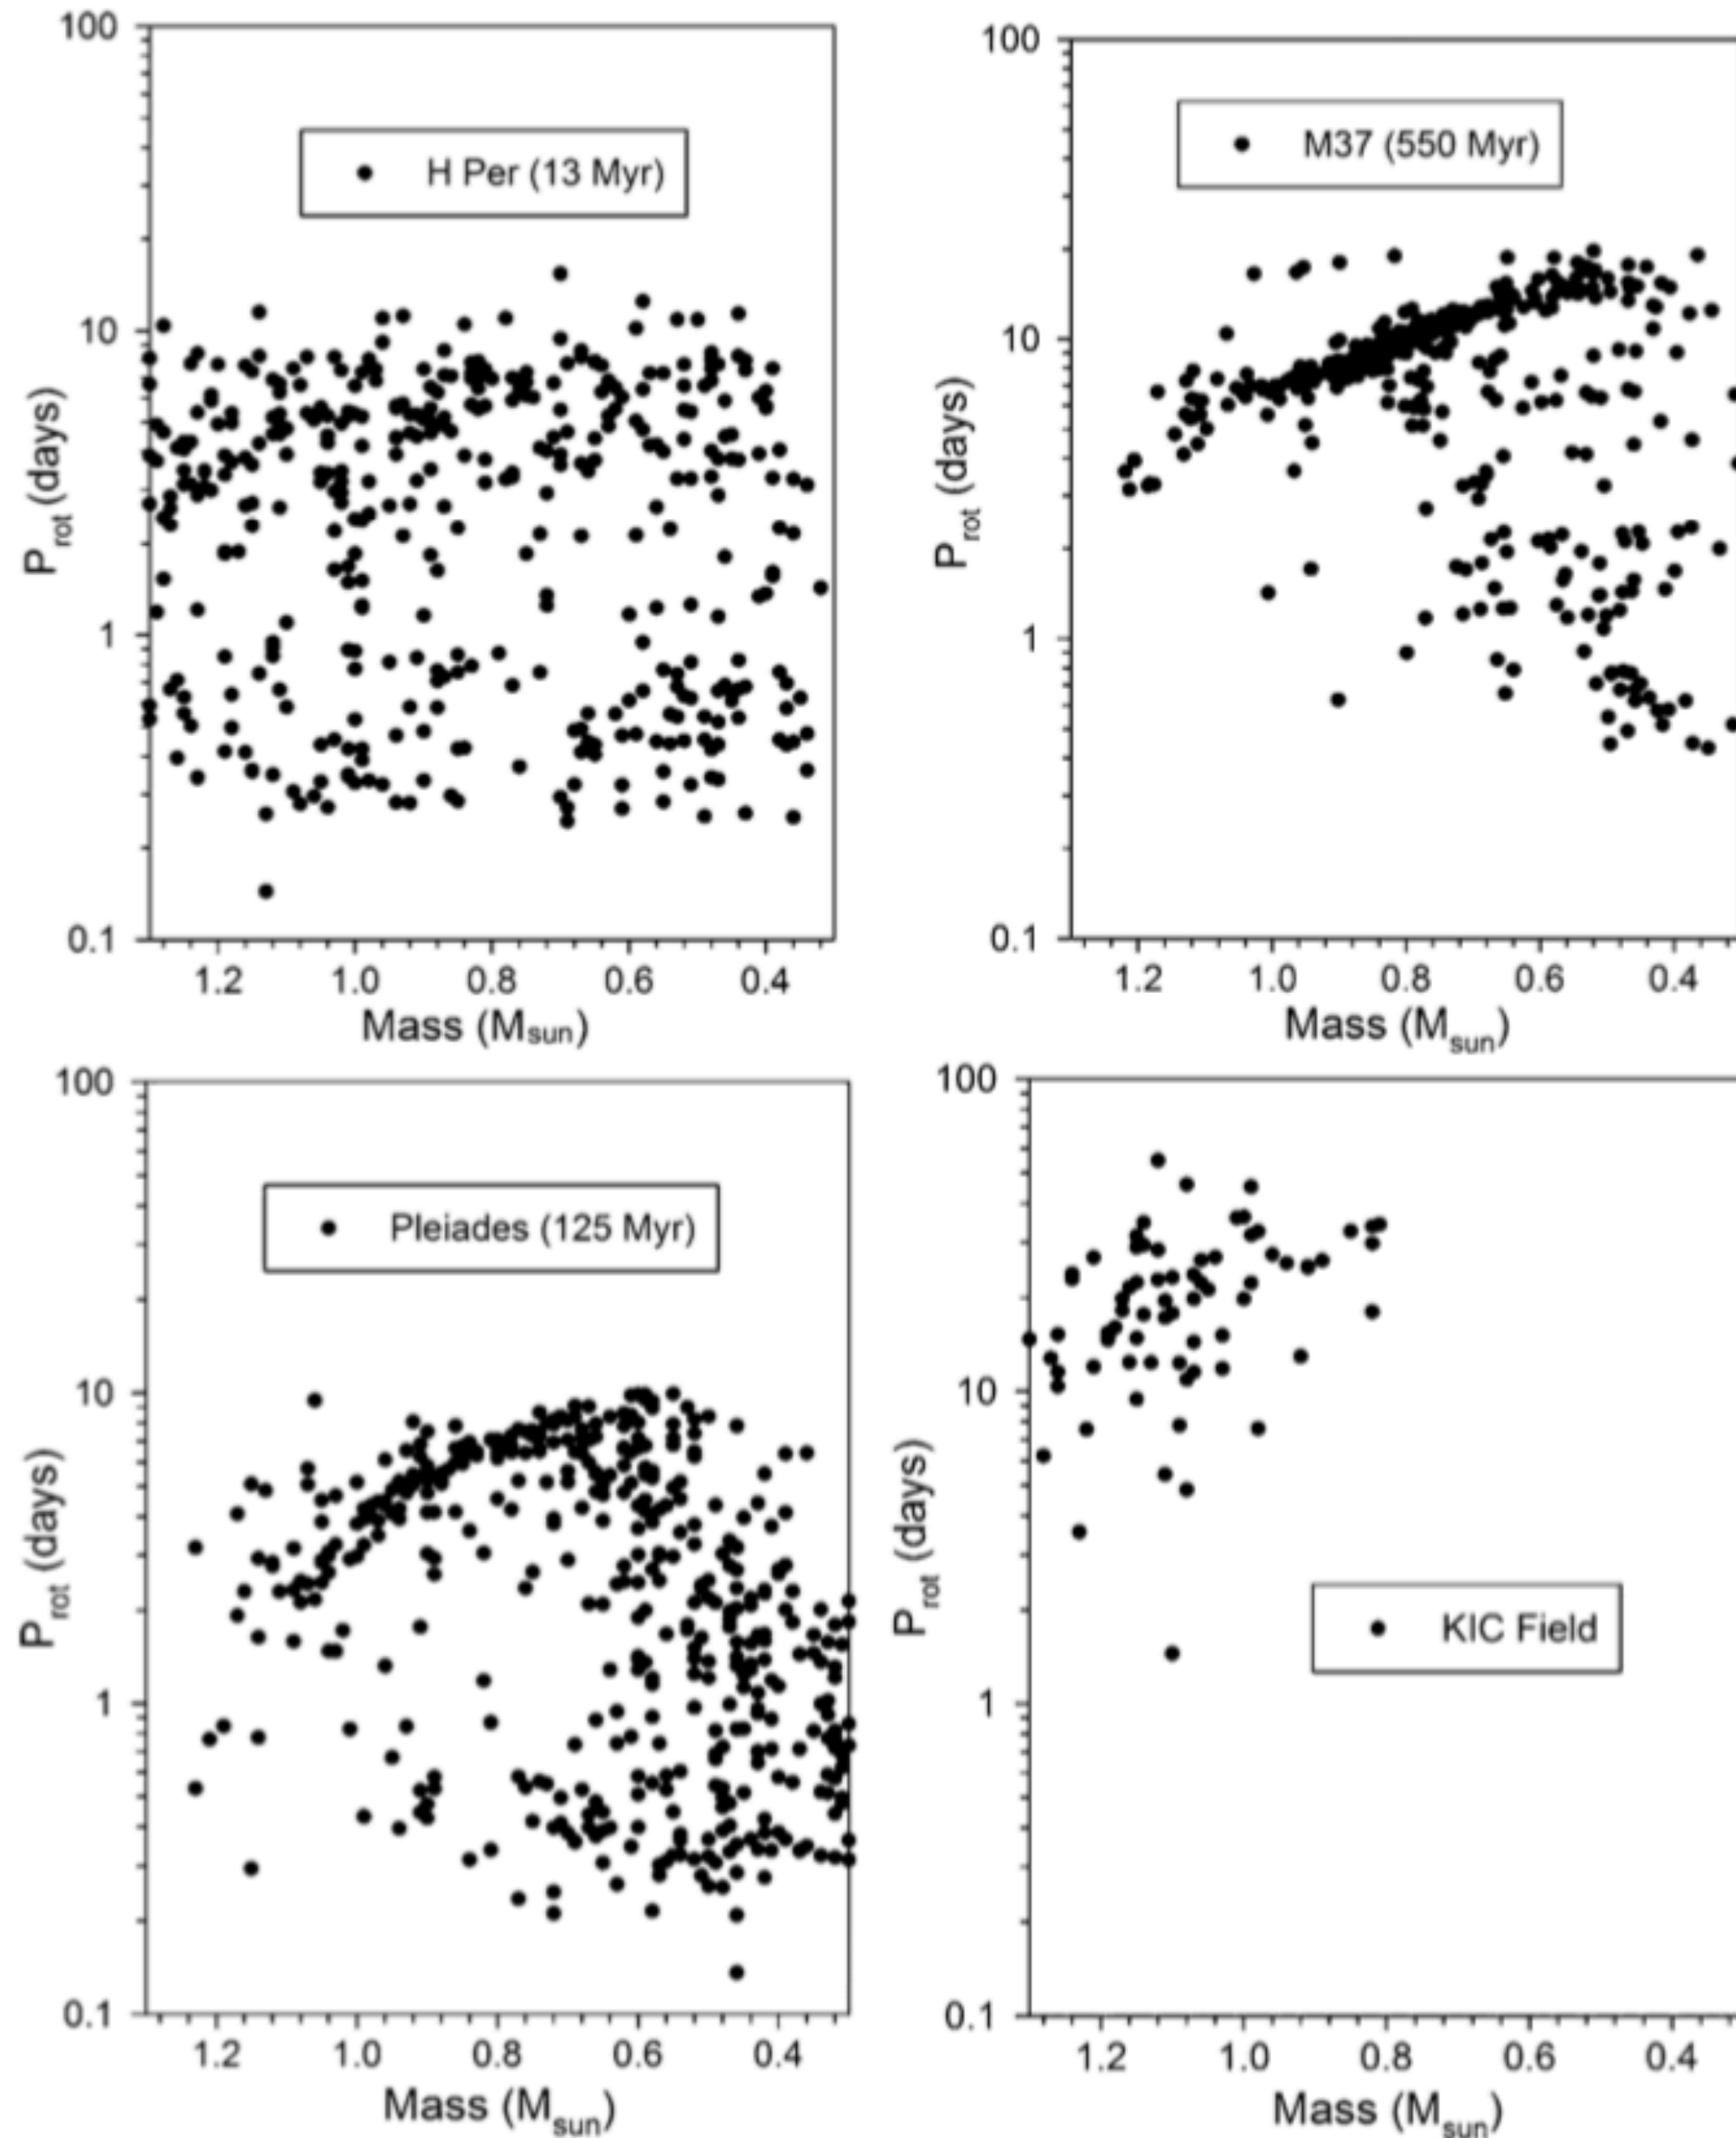 100
10
1
0.1
P_rot (days)
H Per (13 Myr)
1.2 1.0 0.8 0.6 0.4
Mass (M_sun)
100
10
1
0.1
P_rot (days)
M37 (550 Myr)
1.2 1.0 0.8 0.6 0.4
Mass (M_sun)
100
10
1
0.1
P_rot (days)
Pleiades (125 Myr)
1.2 1.0 0.8 0.6 0.4
Mass (M_sun)
100
10
1
0.1
P_rot (days)
KIC Field
1.2 1.0 0.8 0.6 0.4
Mass (M_sun)